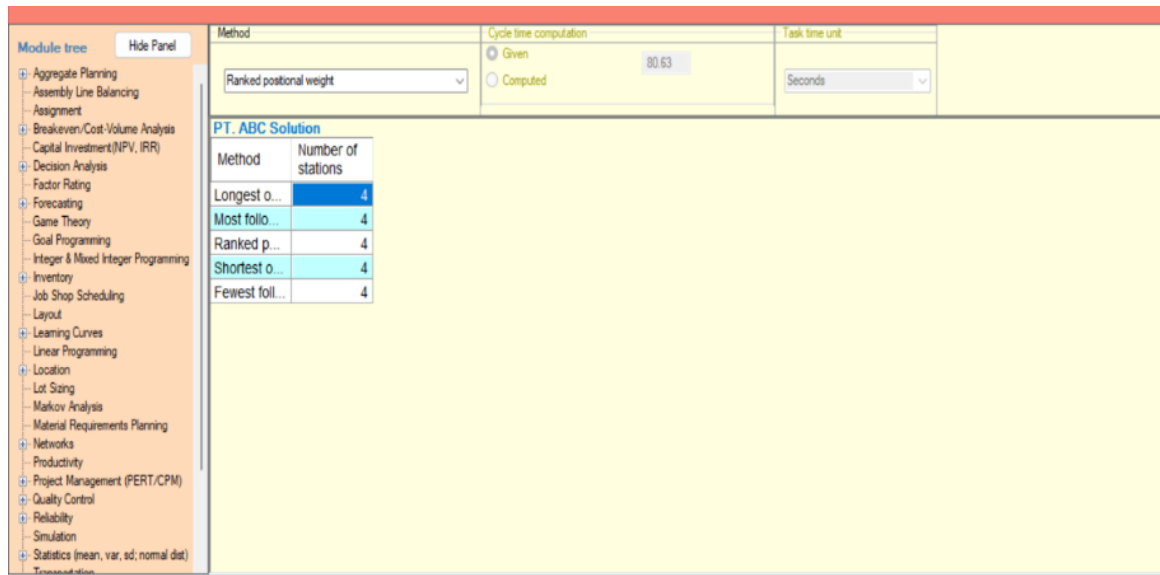 Module tree
Hide Panel
Aggregate Planning
Assembly Line Balancing
Assignment
Breakeven/Cost-Volume Analysis
Capital Investment(NPV, IRR)
Decision Analysis
Factor Rating
Forecasting
Game Theory
Goal Programming
Integer & Mixed Integer Programming
Inventory
Job Shop Scheduling
Layout
Learning Curves
Linear Programming
Location
Lot Sizing
Markov Analysis
Material Requirements Planning
Networks
Productivity
Project Management (PERT/CPM)
Quality Control
Reliability
Simulation
Statistics (mean, var, sd; normal dist)
Transportation
Method
Ranked positional weight
Cycle time computation
Given
80.63
Computed
Task time unit
Seconds
PT. ABC Solution
Method Number of
stations
Longest o... 4
Most follo... 4
Ranked p... 4
Shortest o... 4
Fewest foll... 4